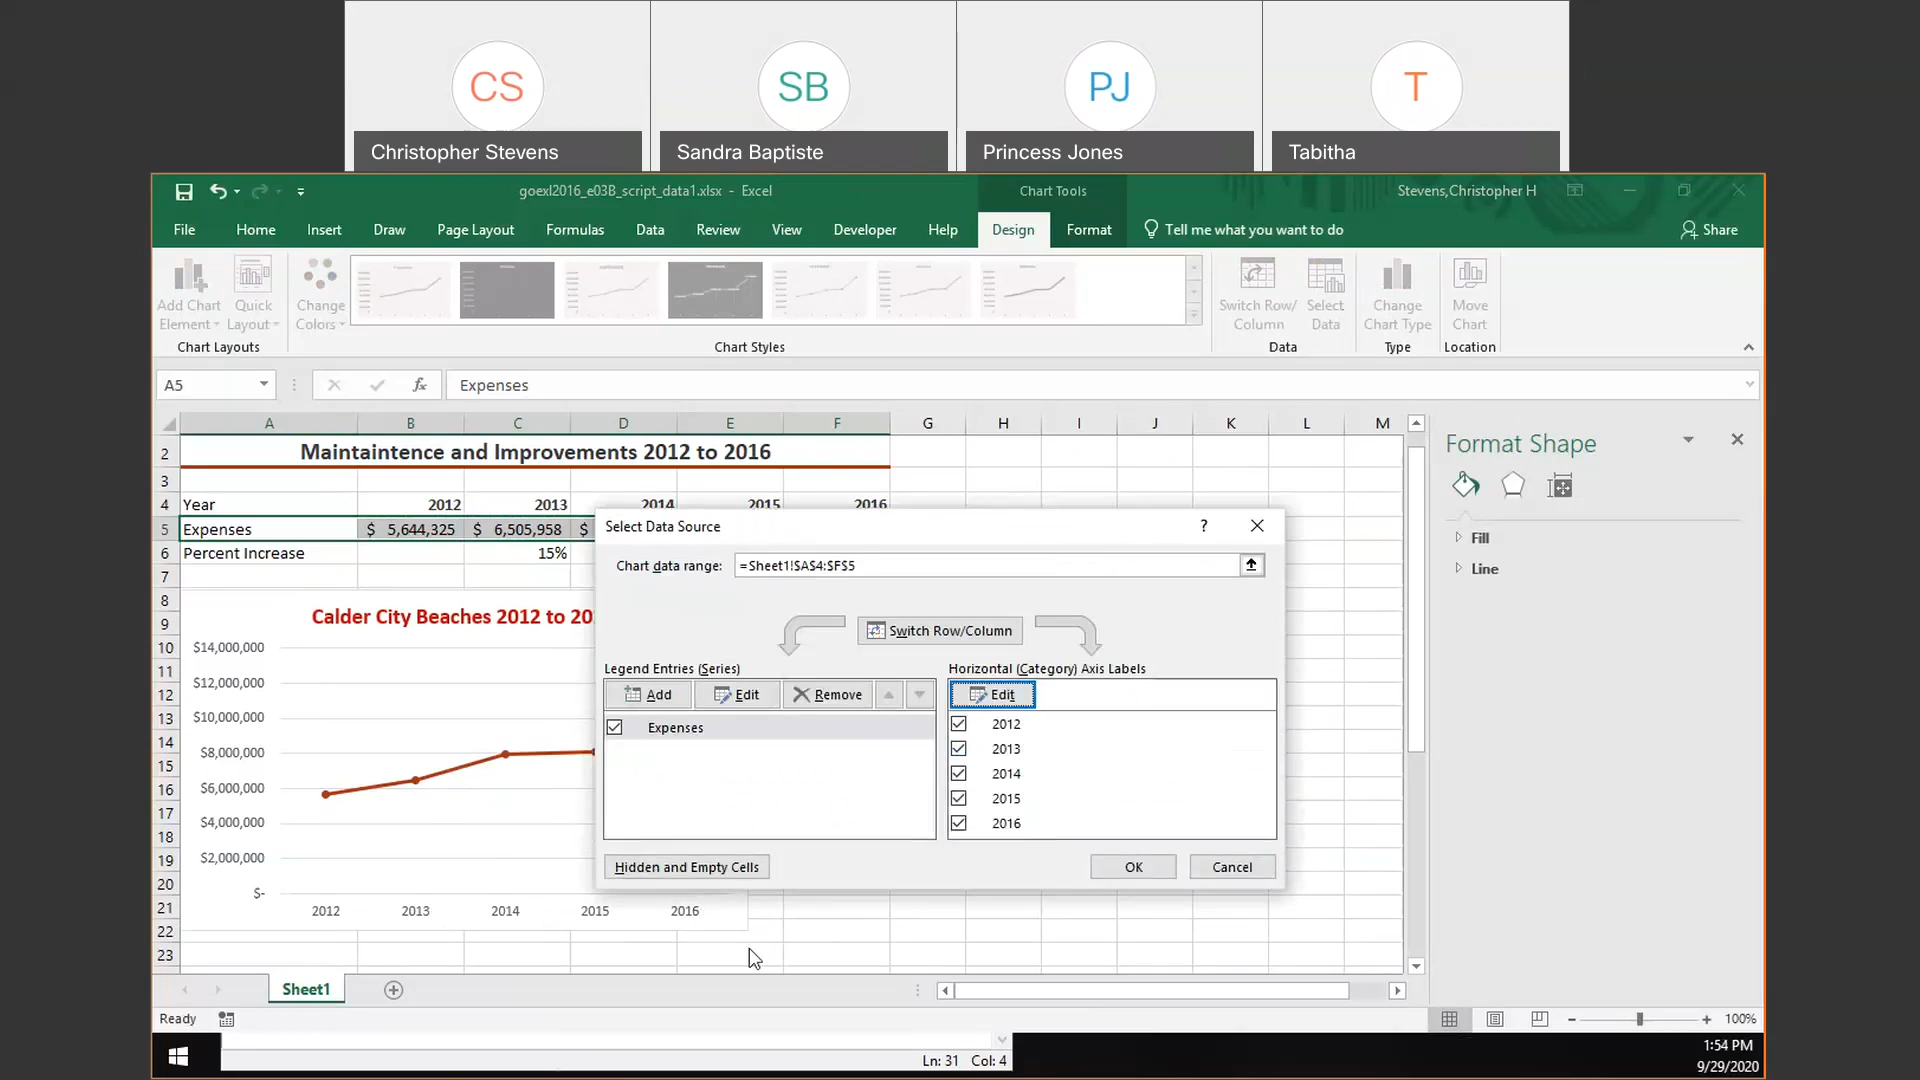 CS SB PJ T
Christopher Stevens Sandra Baptiste Princess Jones Tabitha
goexl2016_e03B_script_data1.xlsx - Excel Chart Tools Stevens,Christopher H
File Home Insert Draw Page Layout Formulas Data Review View Developer Help Design Format Tell me what you want to do Share
Add Chart Quick Change Switch Row/ Select Change Move
Element Layout Colors Column Data Chart Type Chart
Chart Layouts Chart Styles Data Type Location
A5 fx Expenses
A B C D E F G H I J K L M
2 Maintaintence and Improvements 2012 to 2016
Format Shape
3
4 Year 2012 2013 2014 2015 2016
5 Expenses $ 5,644,325 $ 6,505,958 $
6 Percent Increase 15%
7
8
9
10
11
12
13
14
15
16
17
18
19
20
21
22
23
Calder City Beaches 2012 to 20
$14,000,000
$12,000,000
$10,000,000
$8,000,000
$6,000,000
$4,000,000
$2,000,000
$-
2012 2013 2014 2015 2016
Select Data Source ?
Chart data range: =Sheet1!$A$4:$F$5
Switch Row/Column
Legend Entries (Series) Horizontal (Category) Axis Labels
Add Edit Remove Edit
Expenses
2012
2013
2014
2015
2016
Hidden and Empty Cells OK Cancel
Fill
Line
Sheet1
Ready 100%
Ln: 31 Col: 4
1:54 PM
9/29/2020